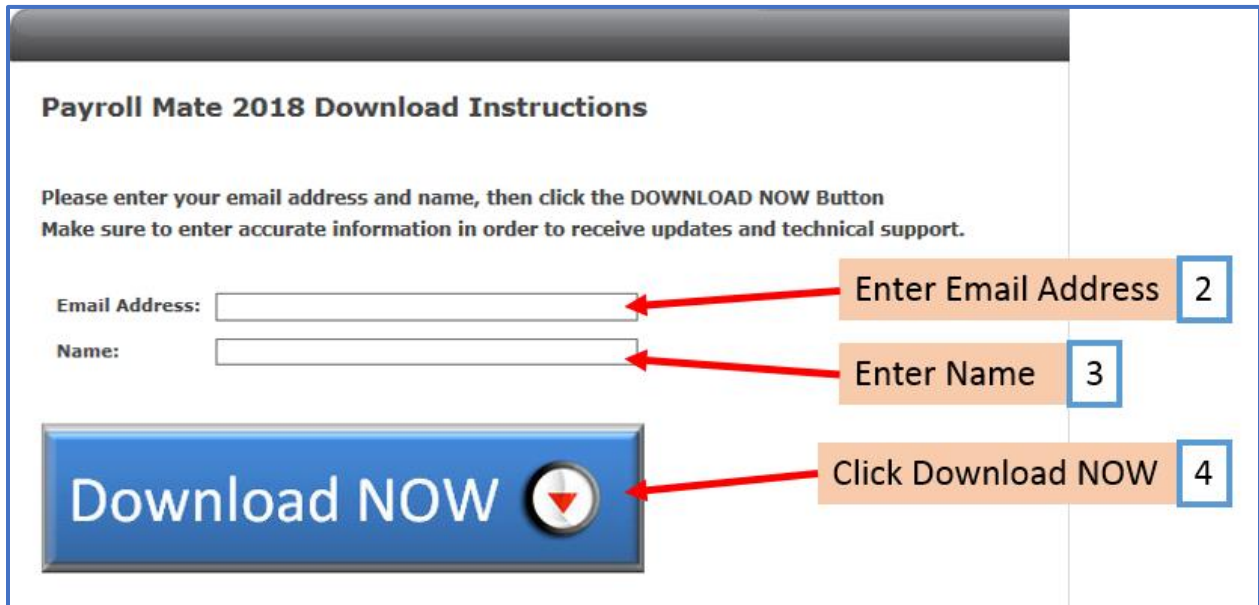 Payroll Mate 2018 Download Instructions
Please enter your email address and name, then click the DOWNLOAD NOW Button
Make sure to enter accurate information in order to receive updates and technical support.
Email Address:
Enter Email Address 2
Name:
Enter Name 3
Download NOW
Click Download NOW 4